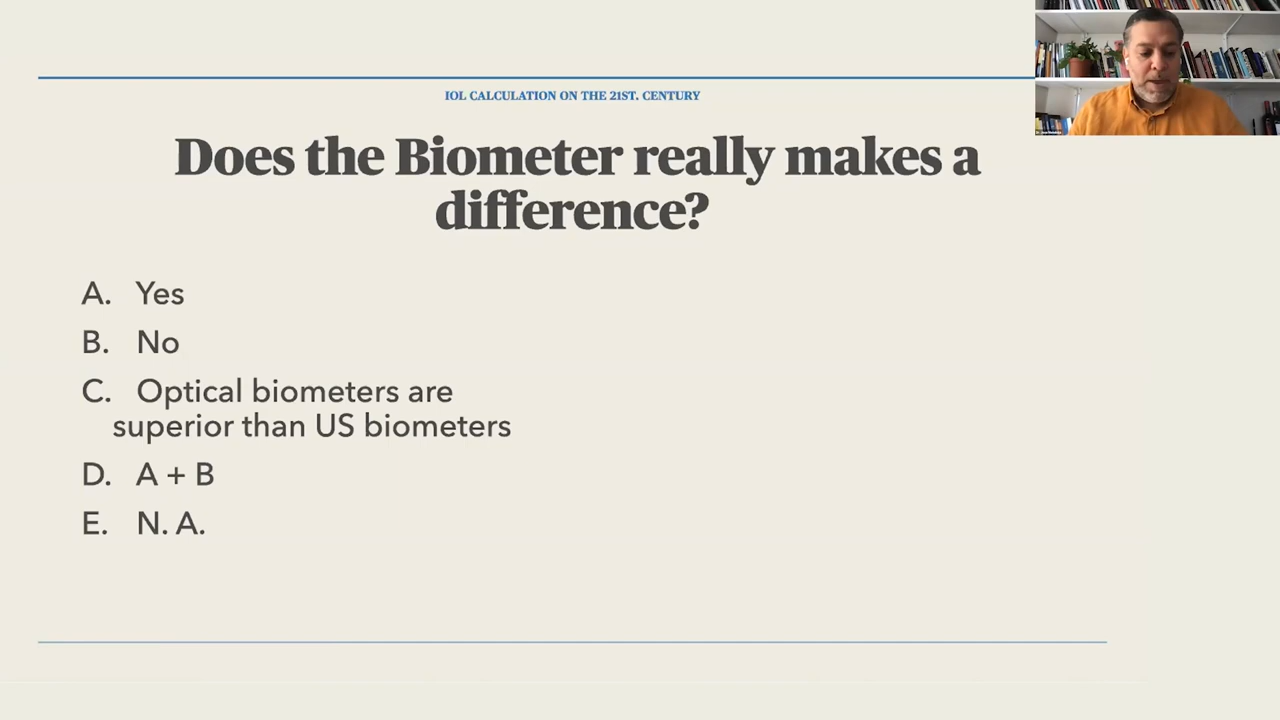 IOL CALCULATION ON THE 21ST. CENTURY
Does the Biometer really makes a
difference?
A. Yes
B. No
C. Optical biometers are
superior than US biometers
D. A + B
E. N. A.